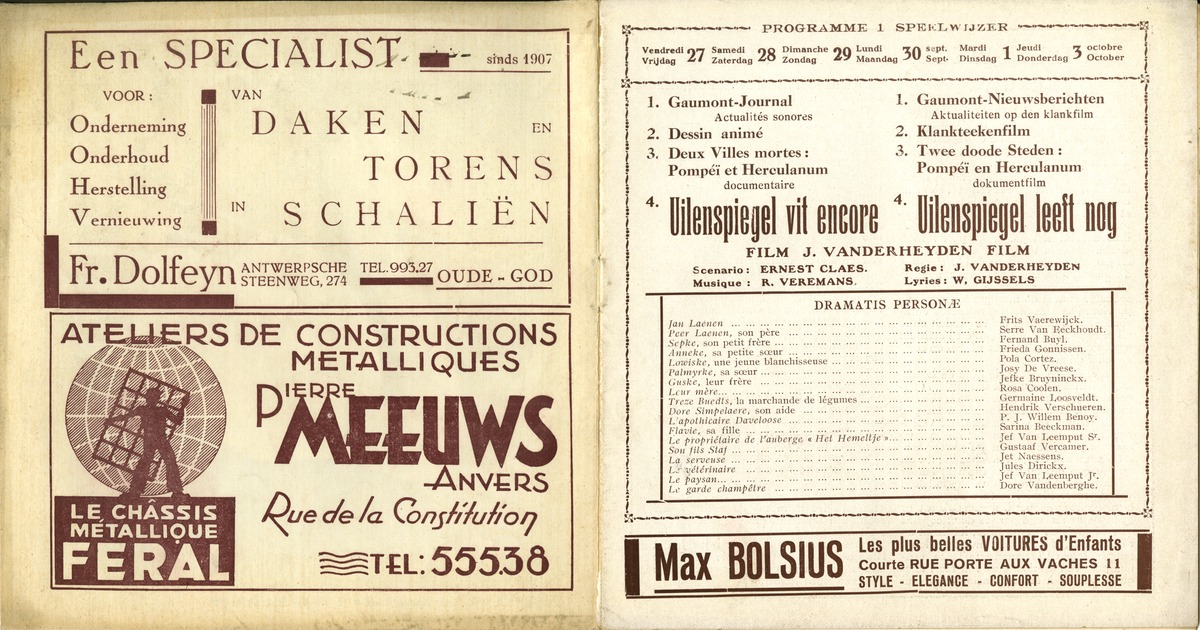 Een SPECIALIST sinds 1907
VOOR : VAN
Onderneming DAKEN EN
Onderhoud TORENS
Herstelling
Vernieuwing IN SCHALIËN
Fr. Dolfeyn ANTWERPSCHE STEENWEG, 274 TEL. 993.27 OUDE - GOD
ATELIERS DE CONSTRUCTIONS
METALLIQUES
PIERRE
MEEUWS
ANVERS
Rue de la Constitution
TEL: 555.38
LE CHÂSSIS
MÉTALLIQUE
FERAL
PROGRAMME 1 SPEELWIJZER
Vendredi 27 Samedi 28 Dimanche 29 Lundi 30 sept. Mardi 1 Jeudi 3 octobre
Vrijdag Zaterdag Zondag Maandag Sept. Dinsdag Donderdag October
1. Gaumont-Journal
Actualités sonores
2. Dessin animé
3. Deux Villes mortes :
Pompéï et Herculanum
documentaire
4. Uilenspiegel vit encore
1. Gaumont-Nieuwsberichten
Aktualiteiten op den klankfilm
2. Klankteekenfilm
3. Twee doode Steden :
Pompéï en Herculanum
dokumentfilm
4. Uilenspiegel leeft nog
FILM J. VANDERHEYDEN FILM
Scenario : ERNEST CLAES. Regie : J. VANDERHEYDEN
Musique : R. VEREMANS. Lyries : W. GIJSSELS
DRAMATIS PERSONÆ
Jan Laenen ... Frits Vaerewijck.
Peer Laenen, son père ... Serre Van Eeckhoudt.
Sepke, son petit frère ... Fernand Buyl.
Anneke, sa petite sœur ... Frieda Gonnissen.
Lowiske, une jeune blanchisseuse ... Pola Cortez.
Palmyrke, sa sœur ... Josy De Vreese.
Guske, leur frère ... Jefke Bruyninckx.
Leur mère... Rosa Coolen.
Treze Buedts, la marchande de légumes ... Germaine Loosveldt.
Dore Simpelaere, son aide ... Hendrik Verschueren.
L'apothicaire Daveloose ... P. J. Willem Benoy.
Flavie, sa fille ... Sarina Beeckman.
Le propriétaire de l'auberge « Het Hemeltje »... Jef Van Leemput Sr.
Son fils Staf ... Gustaaf Vercamer.
La serveuse ... Jet Naessens.
Le vétérinaire ... Jules Dirickx.
Le paysan... Jef Van Leemput Jr.
Le garde champêtre ... Dore Vandenberghe.
Max BOLSIUS
Les plus belles VOITURES d'Enfants
Courte RUE PORTE AUX VACHES 11
STYLE - ELEGANCE - CONFORT - SOUPLESSE